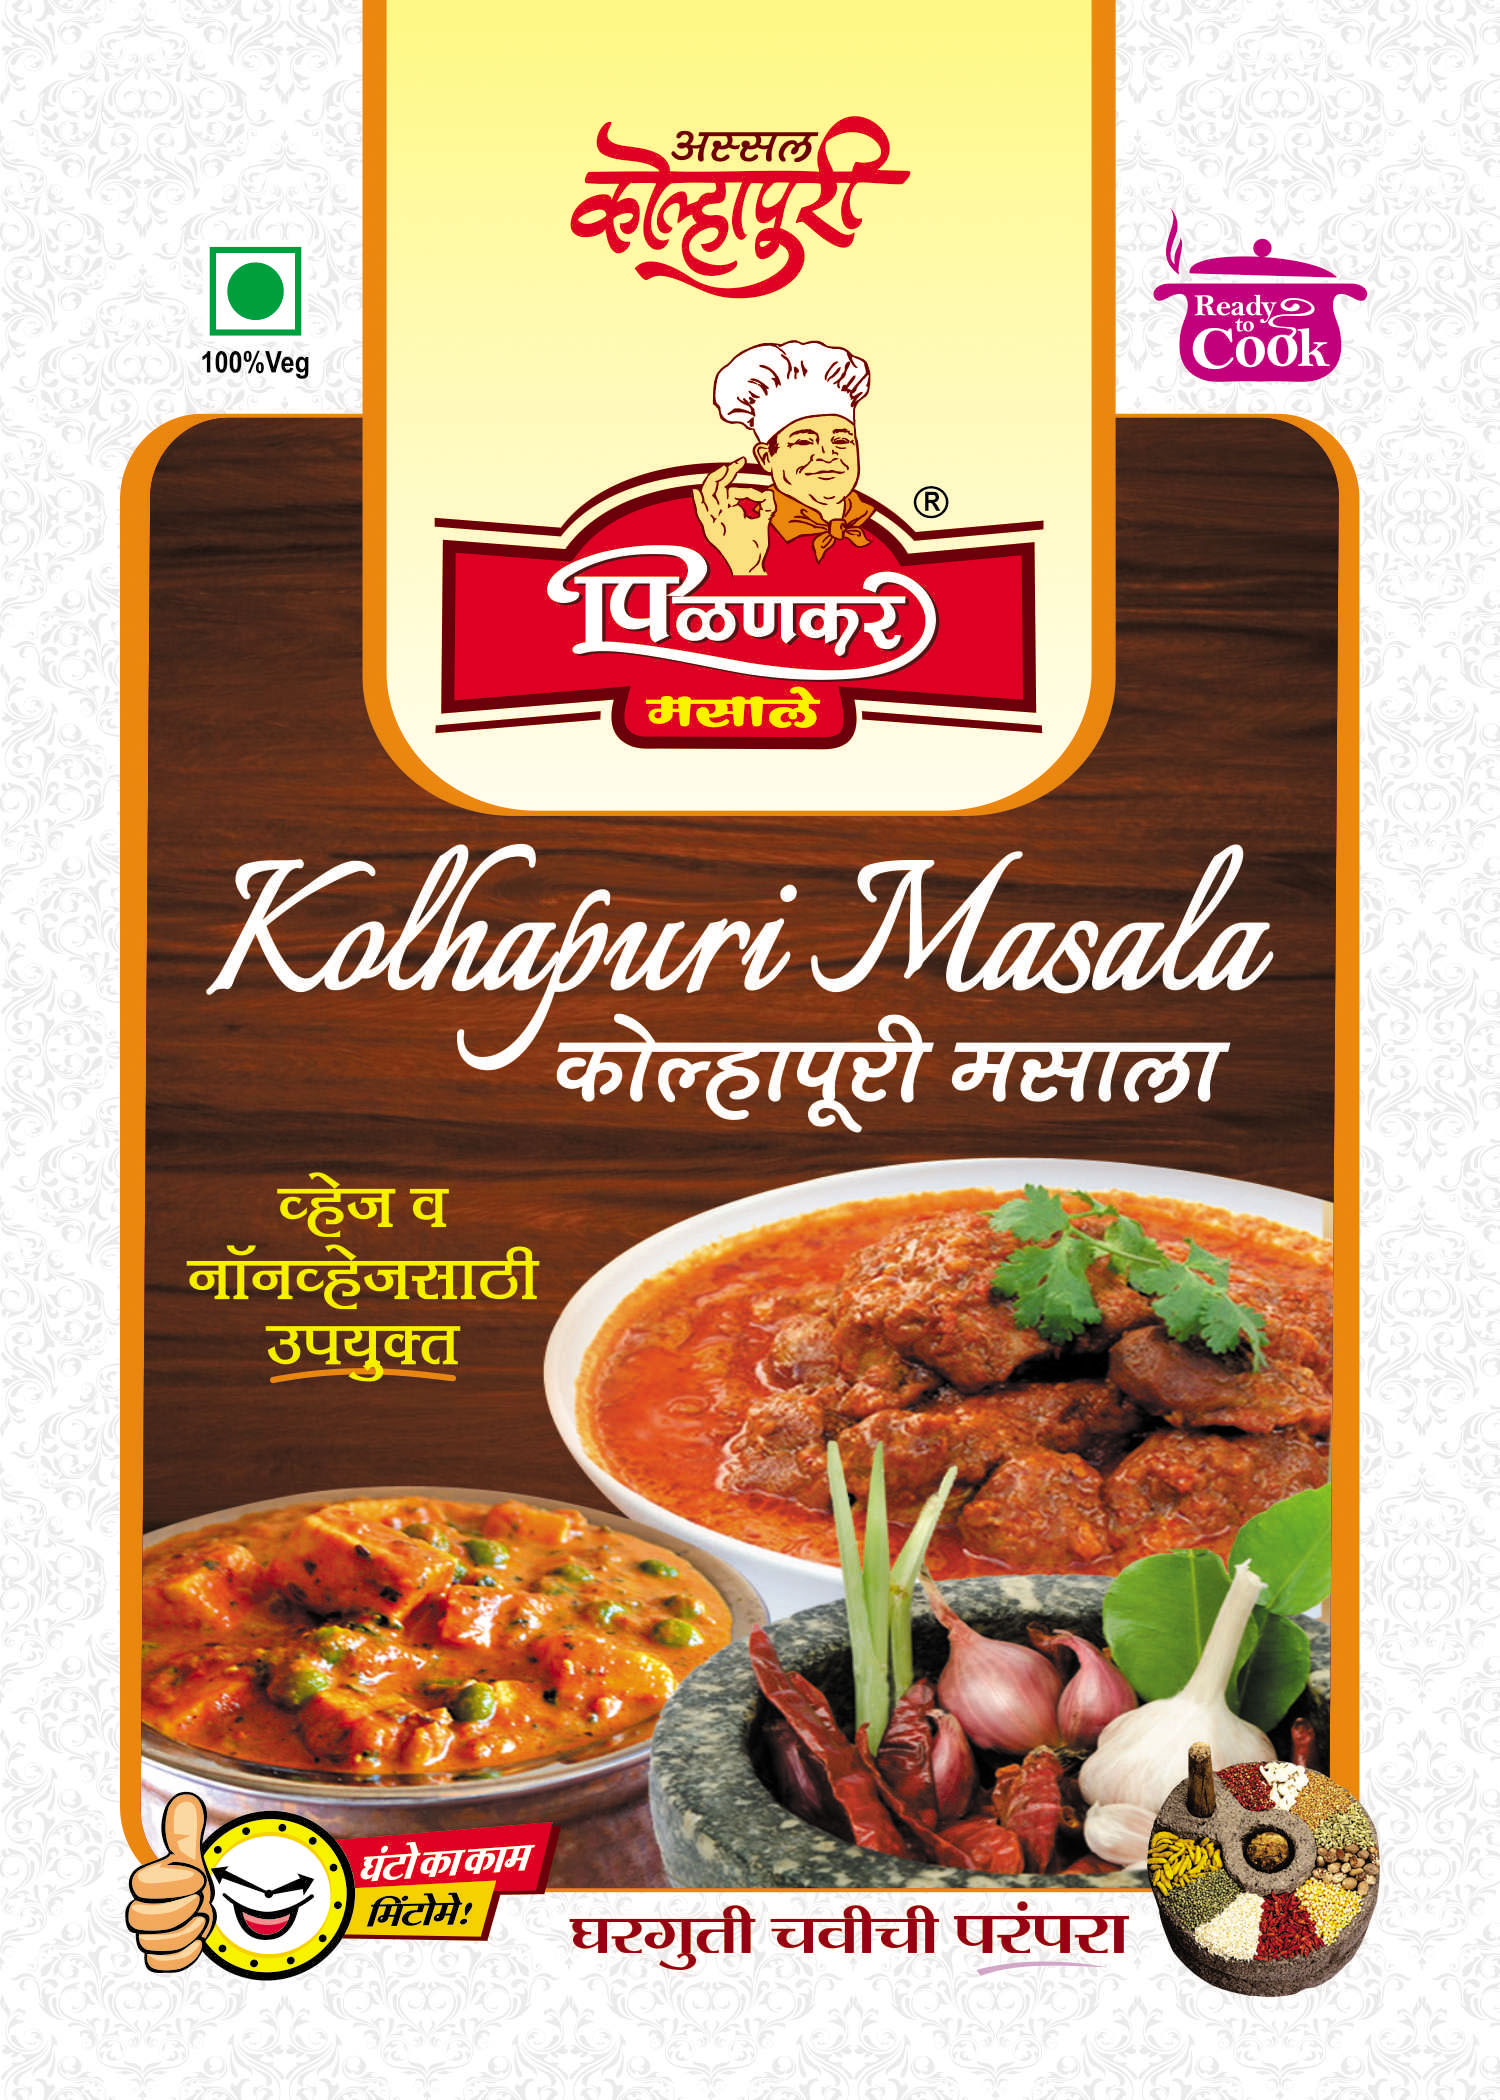 अस्सल
कोल्हापुरी
100%Veg
Ready
to
Cook
®
पिळणकर
मसाले
Kolhapuri Masala
कोल्हापूरी मसाला
व्हेज व
नॉनव्हेजसाठी
उपयुक्त
घंटो का काम
मिंटोमे!
घरगुती चवीची परंपरा